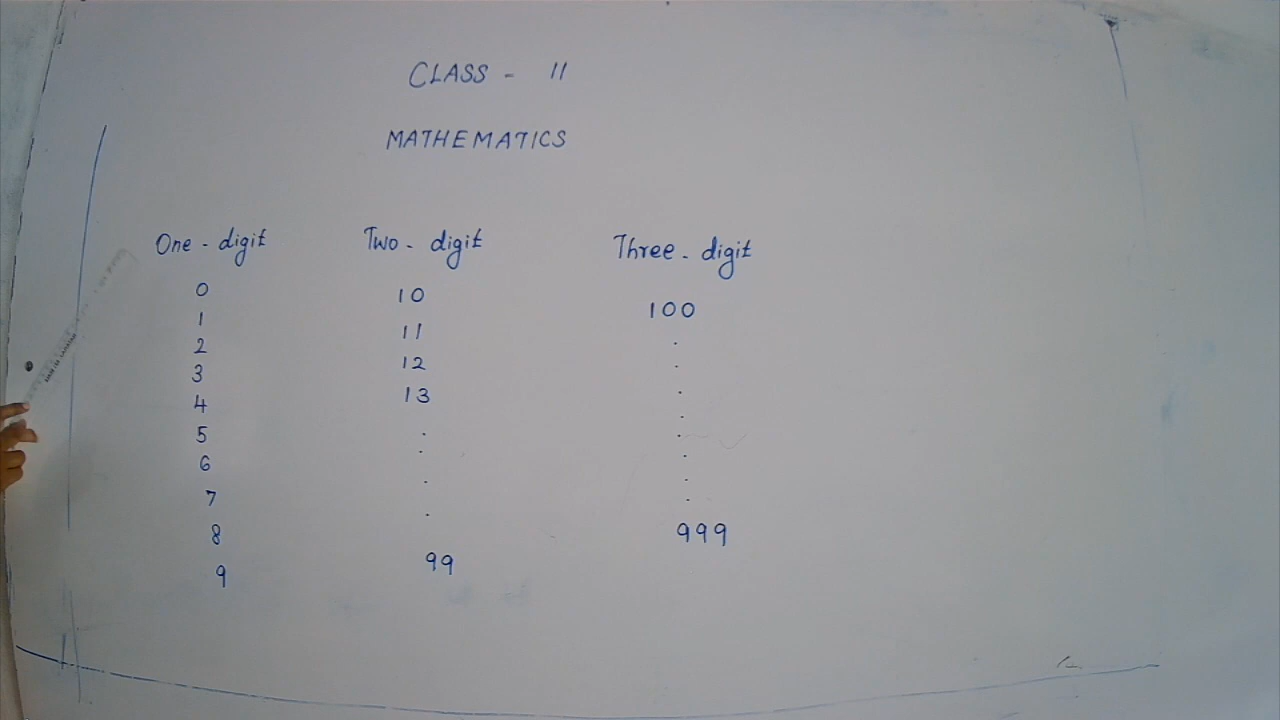 CLASS - II
MATHEMATICS
One - digit Two - digit Three - digit
0 10 100
1 11 .
2 12 .
3 13 .
4 . .
5 . .
6 . .
7 . .
8 999
9 99